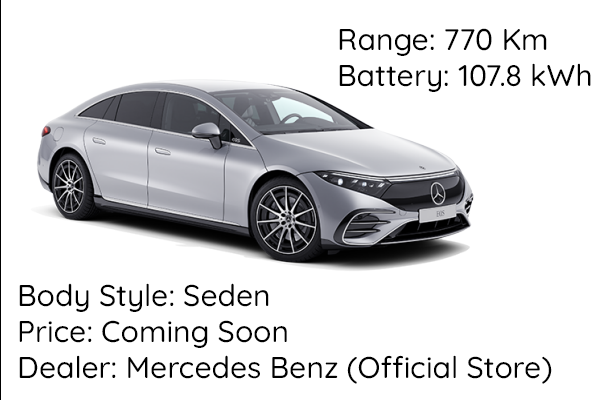 Range: 770 Km
Battery: 107.8 kWh
Body Style: Seden
Price: Coming Soon
Dealer: Mercedes Benz (Official Store)